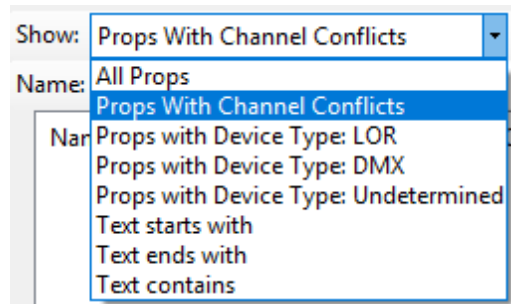 Show: Props With Channel Conflicts
Name: All Props
Props With Channel Conflicts
Nar Props with Device Type: LOR
Props with Device Type: DMX
Props with Device Type: Undetermined
Text starts with
Text ends with
Text contains